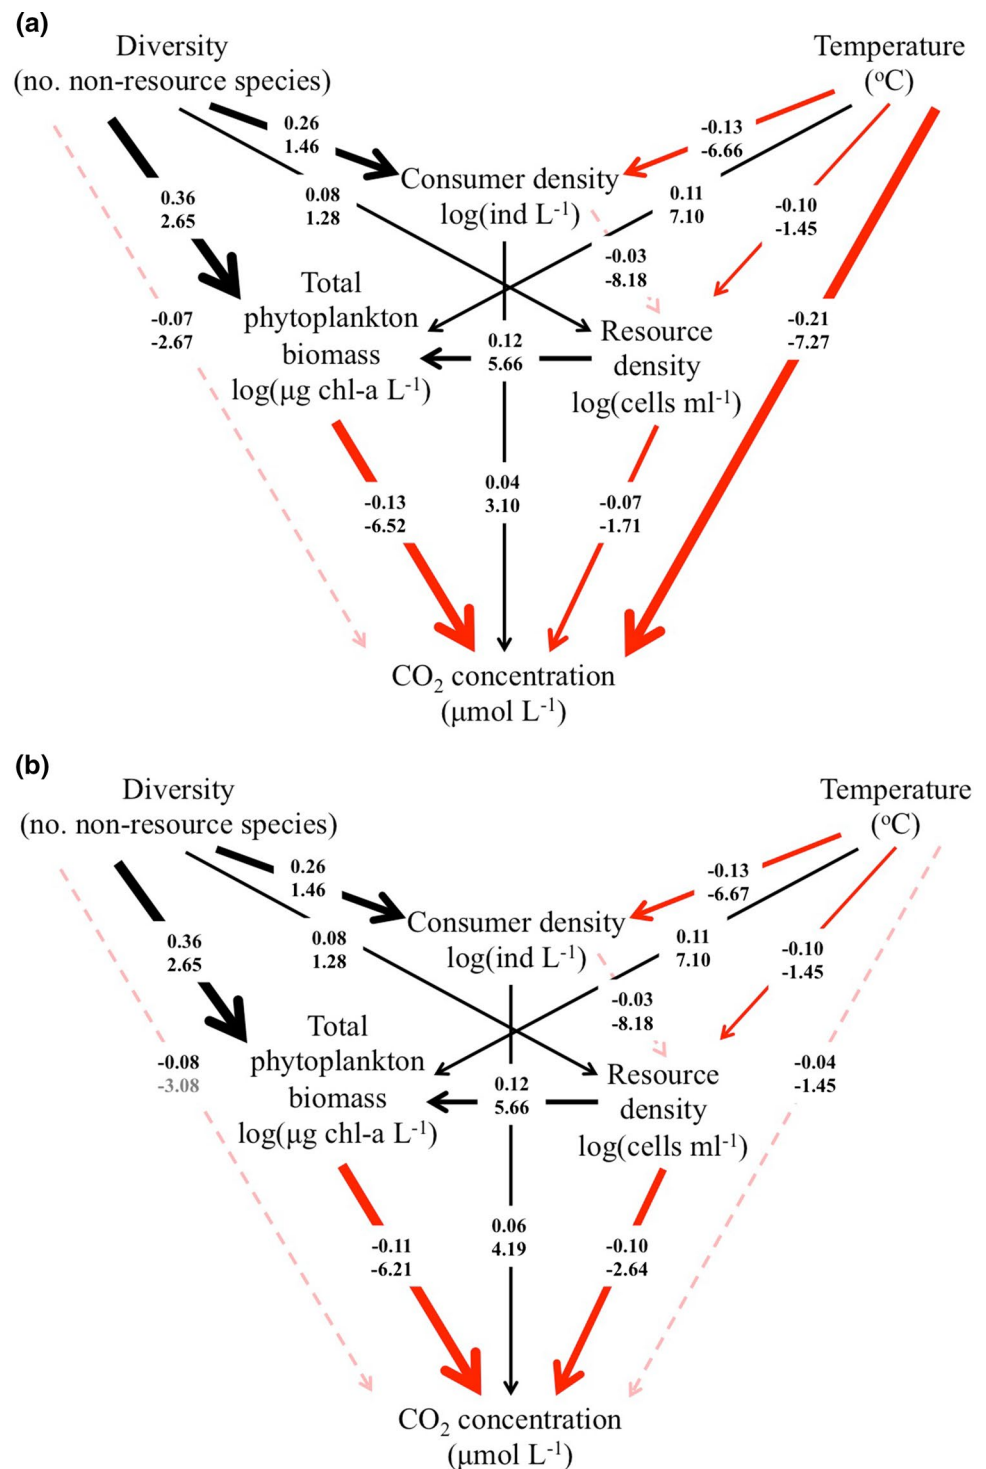 (a)
Diversity
(no. non-resource species)
Temperature
(ºC)
0.26
1.46
-0.13
-6.66
Consumer density
log(ind L⁻¹)
0.36
2.65
0.08
1.28
0.11
7.10
-0.10
-1.45
-0.03
-8.18
Total
phytoplankton
biomass
log(μg chl-a L⁻¹)
-0.07
-2.67
0.12
5.66
Resource
density
log(cells ml⁻¹)
-0.21
-7.27
-0.13
-6.52
0.04
3.10
-0.07
-1.71
CO₂ concentration
(μmol L⁻¹)
(b)
Diversity
(no. non-resource species)
Temperature
(ºC)
0.26
1.46
-0.13
-6.67
Consumer density
log(ind L⁻¹)
0.36
2.65
0.08
1.28
0.11
7.10
-0.10
-1.45
-0.03
-8.18
Total
phytoplankton
biomass
log(μg chl-a L⁻¹)
-0.08
-3.08
0.12
5.66
Resource
density
log(cells ml⁻¹)
-0.04
-1.45
-0.11
-6.21
0.06
4.19
-0.10
-2.64
CO₂ concentration
(μmol L⁻¹)